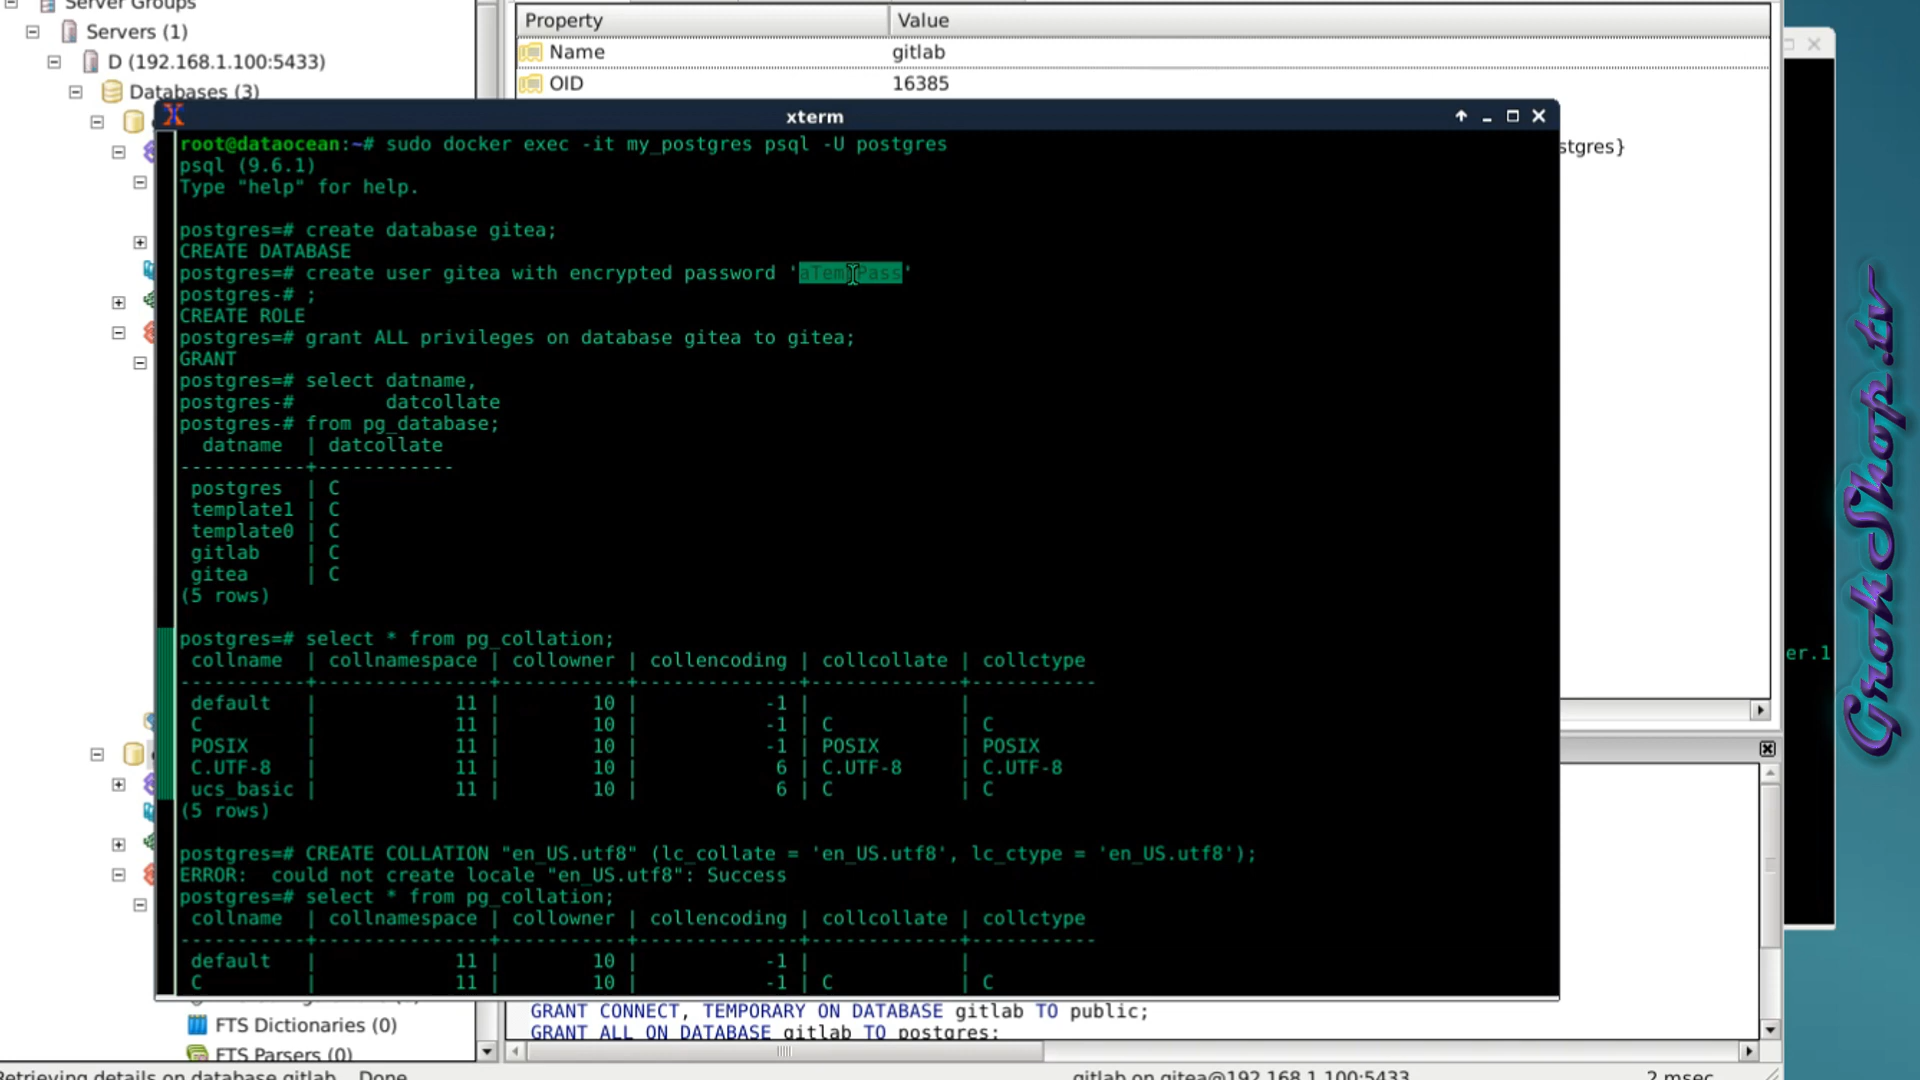 Server Groups
Servers (1)
D (192.168.1.100:5433)
Databases (3)
Property Value
Name gitlab
OID 16385
stgres}
xterm
root@dataocean:~# sudo docker exec -it my_postgres psql -U postgres
psql (9.6.1)
Type "help" for help.
postgres=# create database gitea;
CREATE DATABASE
postgres=# create user gitea with encrypted password 'aTempPass'
postgres-# ;
CREATE ROLE
postgres=# grant ALL privileges on database gitea to gitea;
GRANT
postgres=# select datname,
postgres-#        datcollate
postgres-# from pg_database;
  datname  | datcollate
-----------+------------
 postgres  | C
 template1 | C
 template0 | C
 gitlab    | C
 gitea     | C
(5 rows)
postgres=# select * from pg_collation;
 collname  | collnamespace | collowner | collencoding | collcollate | collctype
-----------+---------------+-----------+--------------+-------------+-----------
 default   |            11 |        10 |           -1 |             |
 C         |            11 |        10 |           -1 | C           | C
 POSIX     |            11 |        10 |           -1 | POSIX       | POSIX
 C.UTF-8   |            11 |        10 |            6 | C.UTF-8     | C.UTF-8
 ucs_basic |            11 |        10 |            6 | C           | C
(5 rows)
postgres=# CREATE COLLATION "en_US.utf8" (lc_collate = 'en_US.utf8', lc_ctype = 'en_US.utf8');
ERROR:  could not create locale "en_US.utf8": Success
postgres=# select * from pg_collation;
 collname  | collnamespace | collowner | collencoding | collcollate | collctype
-----------+---------------+-----------+--------------+-------------+-----------
 default   |            11 |        10 |           -1 |             |
 C         |            11 |        10 |           -1 | C           | C
er.1
GrokShop.tv
FTS Dictionaries (0)
FTS Parsers (0)
GRANT CONNECT, TEMPORARY ON DATABASE gitlab TO public;
GRANT ALL ON DATABASE gitlab TO postgres;
Retrieving details on database gitlab... Done.
gitlab on gitea@192.168.1.100:5433
2 msec